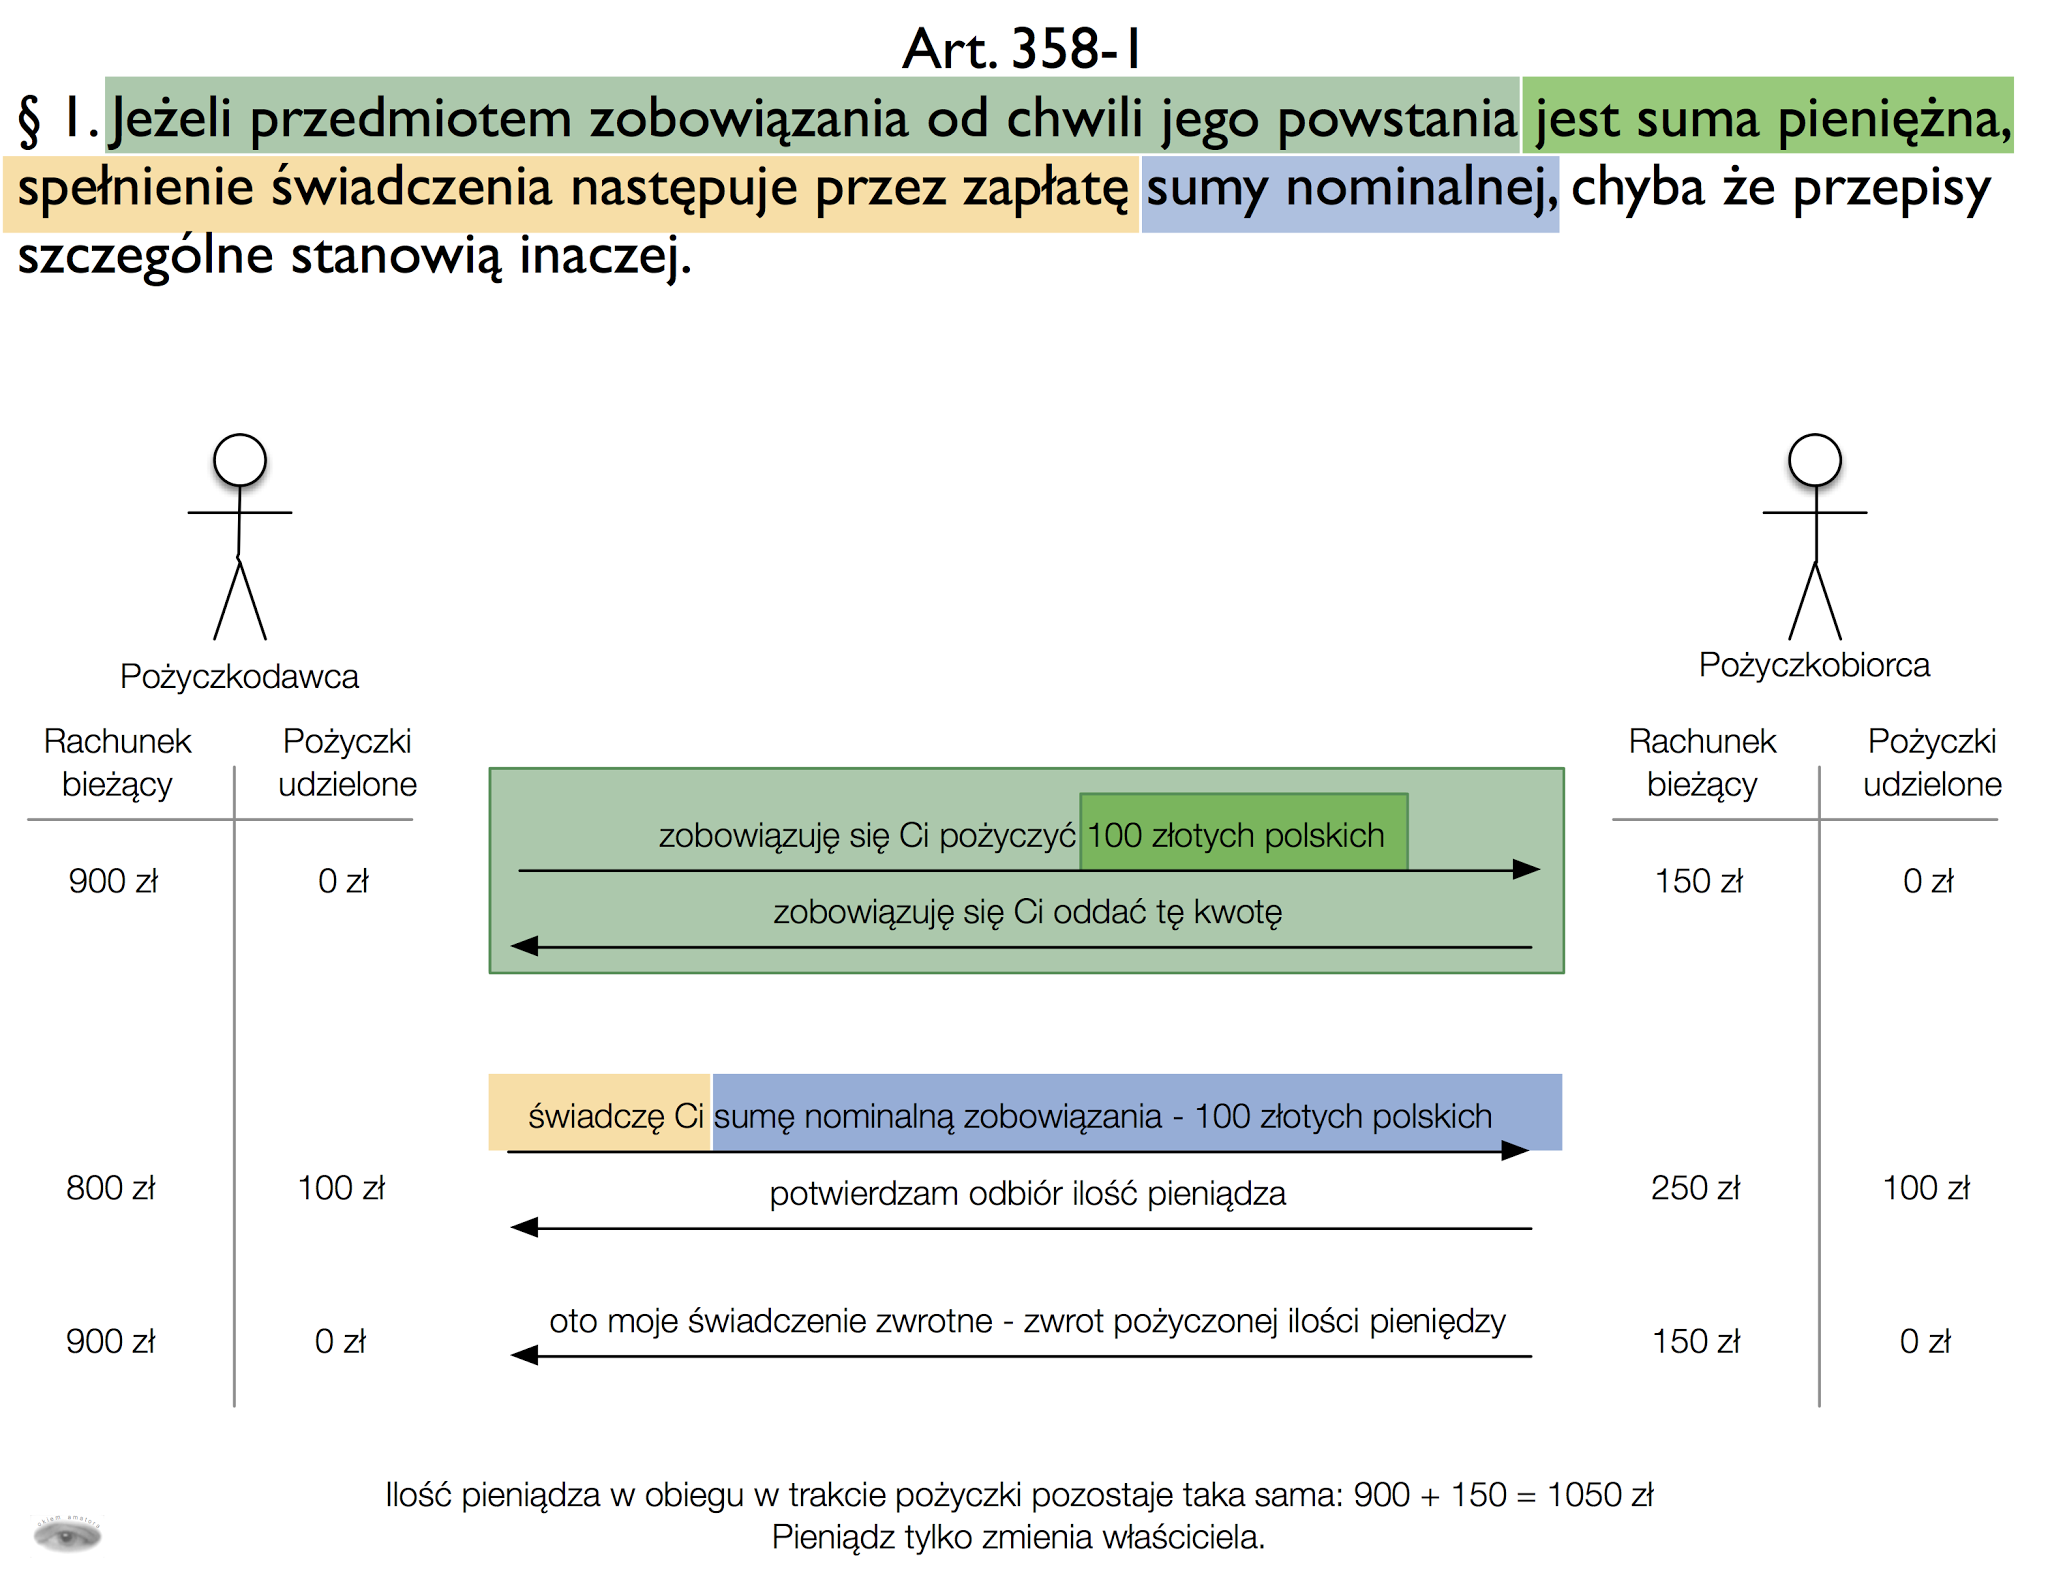 Art. 358-1
§ 1. Jeżeli przedmiotem zobowiązania od chwili jego powstania jest suma pieniężna,
spełnienie świadczenia następuje przez zapłatę sumy nominalnej, chyba że przepisy
szczególne stanowią inaczej.
Pożyczkodawca
Pożyczkobiorca
Rachunek bieżący
Pożyczki udzielone
Rachunek bieżący
Pożyczki udzielone
zobowiązuję się Ci pożyczyć 100 złotych polskich
900 zł 0 zł
150 zł 0 zł
zobowiązuję się Ci oddać tę kwotę
świadczę Ci sumę nominalną zobowiązania - 100 złotych polskich
800 zł 100 zł
potwierdzam odbiór ilość pieniądza
250 zł 100 zł
oto moje świadczenie zwrotne - zwrot pożyczonej ilości pieniędzy
900 zł 0 zł
150 zł 0 zł
Ilość pieniądza w obiegu w trakcie pożyczki pozostaje taka sama: 900 + 150 = 1050 zł
Pieniądz tylko zmienia właściciela.
okiem amatora